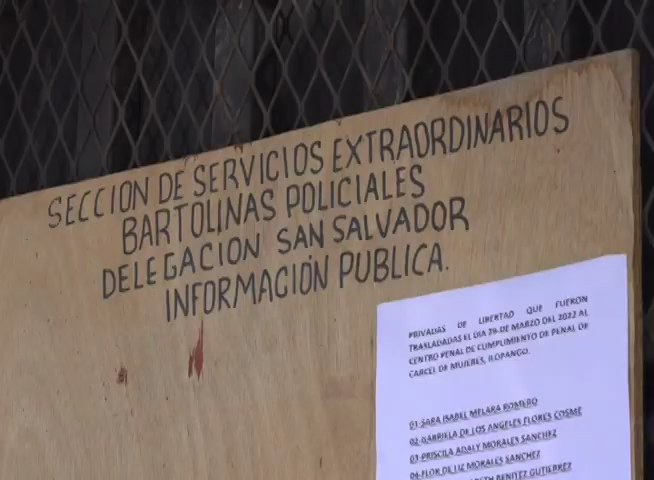 SECCION DE SERVICIOS EXTRAORDINARIOS
BARTOLINAS POLICIALES
DELEGACION SAN SALVADOR
INFORMACIÓN PUBLICA.
PRIVADAS DE LIBERTAD QUE FUERON
TRASLADADAS EL DIA 29 DE MARZO DEL 2022 AL
CENTRO PENAL DE CUMPLIMIENTO DE PENAL DE
CARCEL DE MUJERES, ILOPANGO.
01-SARA ISABEL MELARA ROMERO
02-GABRIELA DE LOS ANGELES FLORES COSME
03-PRISCILA ADALY MORALES SANCHEZ
04-FLOR DE LIZ MORALES SANCHEZ
BENITEZ GUTIERREZ